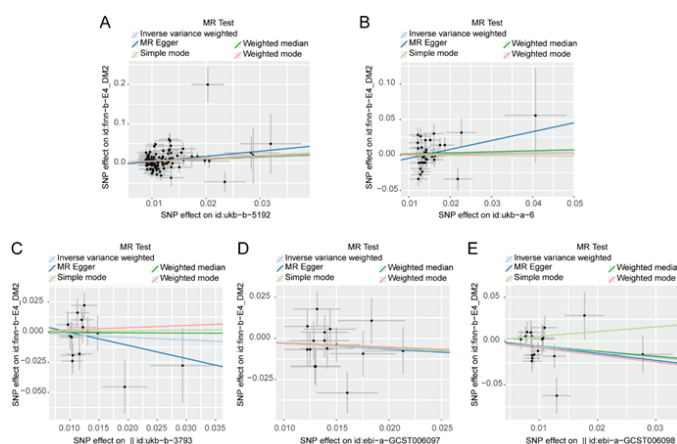 A
MR Test
Inverse variance weighted
MR Egger
Weighted median
Simple mode
Weighted mode
SNP effect on id:finn-b-E4_DM2
0.2
0.1
0.0
0.01
0.02
0.03
SNP effect on id:ukb-b-5192
B
MR Test
Inverse variance weighted
MR Egger
Weighted median
Simple mode
Weighted mode
SNP effect on id:finn-b-E4_DM2
0.10
0.05
0.00
−0.05
0.01
0.02
0.03
0.04
0.05
SNP effect on id:ukb-a-6
C
MR Test
Inverse variance weighted
MR Egger
Weighted median
Simple mode
Weighted mode
SNP effect on id:finn-b-E4_DM2
0.025
0.000
−0.025
−0.050
0.010
0.015
0.020
0.025
0.030
0.035
SNP effect on || id:ukb-b-3793
D
MR Test
Inverse variance weighted
MR Egger
Weighted median
Simple mode
Weighted mode
SNP effect on id:finn-b-E4_DM2
0.025
0.000
−0.025
0.010
0.015
0.020
0.025
SNP effect on id:ebi-a-GCST006097
E
MR Test
Inverse variance weighted
MR Egger
Weighted median
Simple mode
Weighted mode
SNP effect on id:finn-b-E4_DM2
0.05
0.00
−0.05
0.01
0.02
0.03
SNP effect on || id:ebi-a-GCST006098